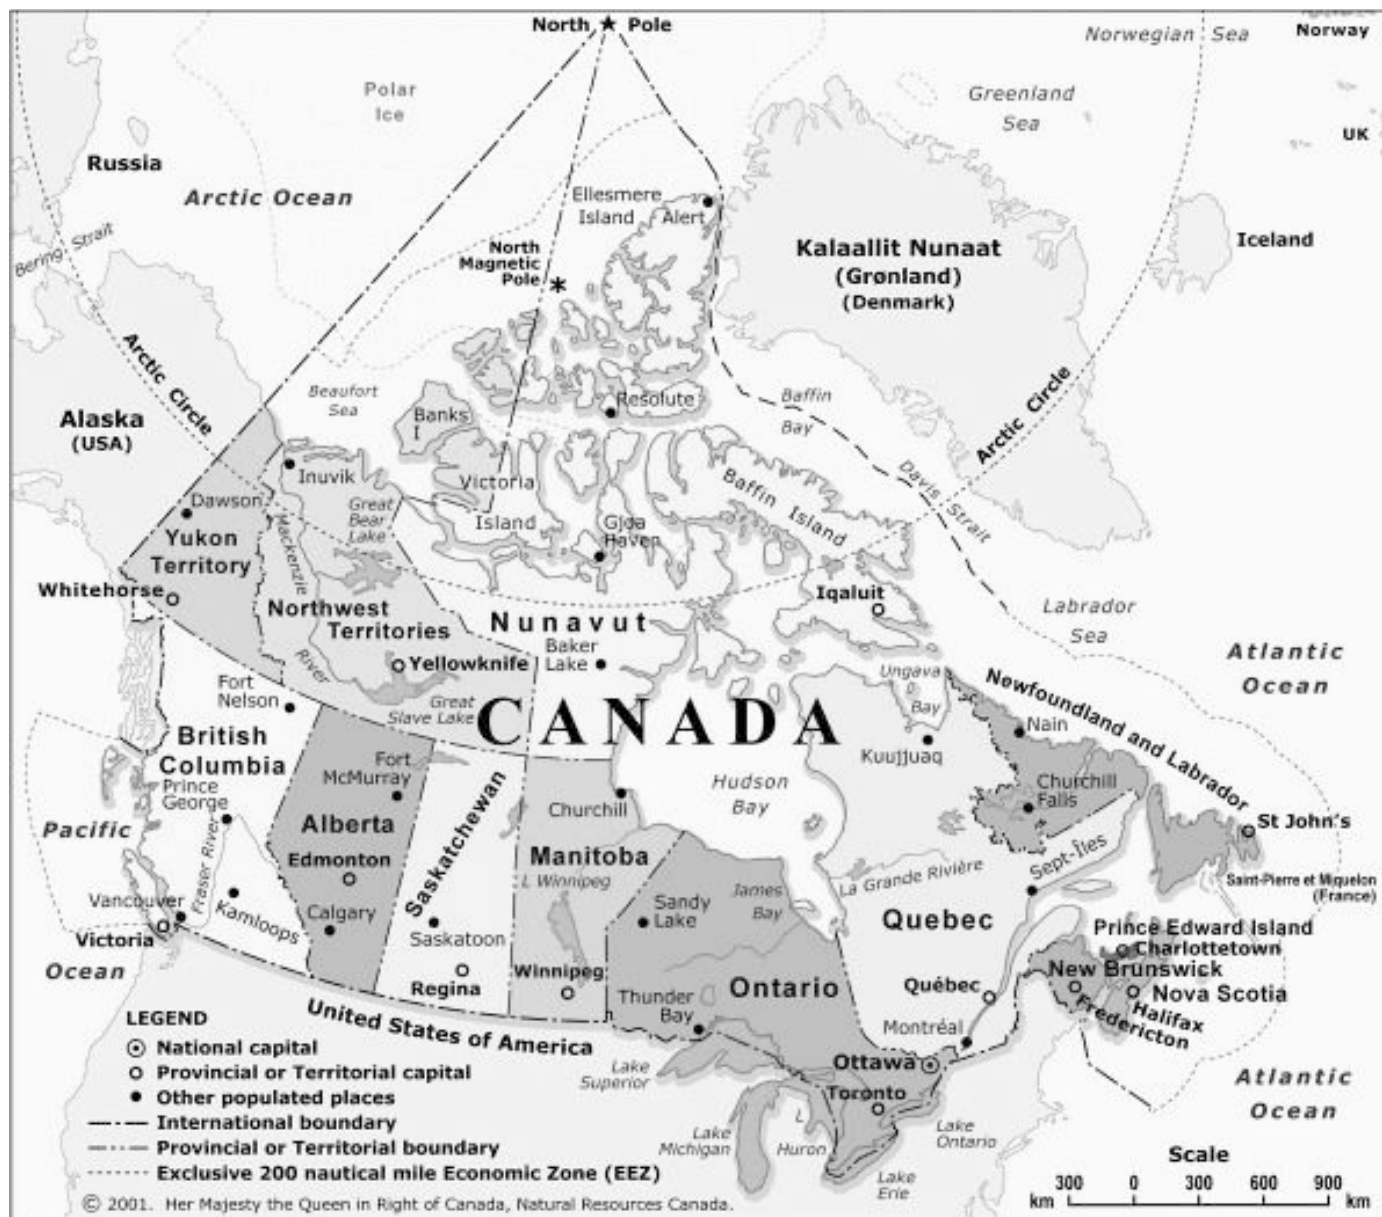 North Pole
Norwegian Sea
Norway
Polar
Ice
Greenland
Sea
UK
Russia
Arctic Ocean
Ellesmere
Island
Alert
Bering Strait
North
Magnetic
Pole
Kalaallit Nunaat
(Grønland)
(Denmark)
Iceland
Arctic Circle
Beaufort
Sea
Banks
I
Resolute
Baffin
Bay
Arctic Circle
Alaska
(USA)
Inuvik
Victoria
Island
Baffin Island
Davis Strait
Dawson
Great
Bear
Lake
Gjoa
Haven
Mackenzie
River
Yukon
Territory
Whitehorse
Northwest
Territories
Nunavut
Iqaluit
Labrador
Sea
Baker
Lake
Yellowknife
Atlantic
Ocean
Fort
Nelson
Great
Slave Lake
Ungava
Bay
Newfoundland and Labrador
CANADA
Nain
British
Columbia
Fort
McMurray
Kuujjuaq
Prince
George
Hudson
Bay
Churchill
Falls
Churchill
Saskatchewan
Pacific
Ocean
Alberta
St John's
Fraser River
Edmonton
Manitoba
L Winnipeg
La Grande Rivière
Sept-Îles
Saint-Pierre et Miquelon
(France)
Vancouver
Kamloops
Calgary
Sandy
Lake
James
Bay
Quebec
Victoria
Saskatoon
Prince Edward Island
Charlottetown
Regina
Winnipeg
Ontario
Québec
New Brunswick
Nova Scotia
Halifax
Fredericton
Thunder
Bay
Montréal
United States of America
Ottawa
Toronto
Lake
Superior
Lake
Michigan
L
Huron
Lake
Ontario
Lake
Erie
Atlantic
Ocean
LEGEND
National capital
Provincial or Territorial capital
Other populated places
International boundary
Provincial or Territorial boundary
Exclusive 200 nautical mile Economic Zone (EEZ)
Scale
300 0 300 600 900
km km
© 2001. Her Majesty the Queen in Right of Canada, Natural Resources Canada.